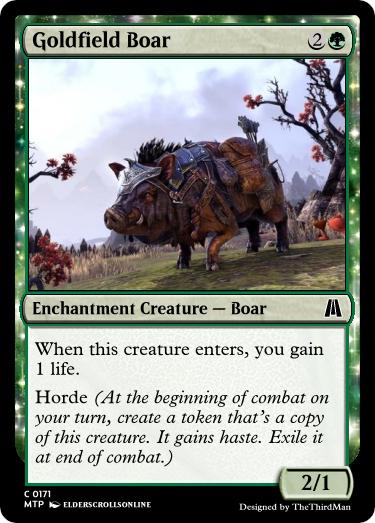 Goldfield Boar 2
Enchantment Creature — Boar
When this creature enters, you gain
1 life.
Horde (At the beginning of combat on
your turn, create a token that's a copy
of this creature. It gains haste. Exile it
at end of combat.)
2/1
C 0171
MTP ELDERSCROLLSONLINE
Designed by TheThirdMan